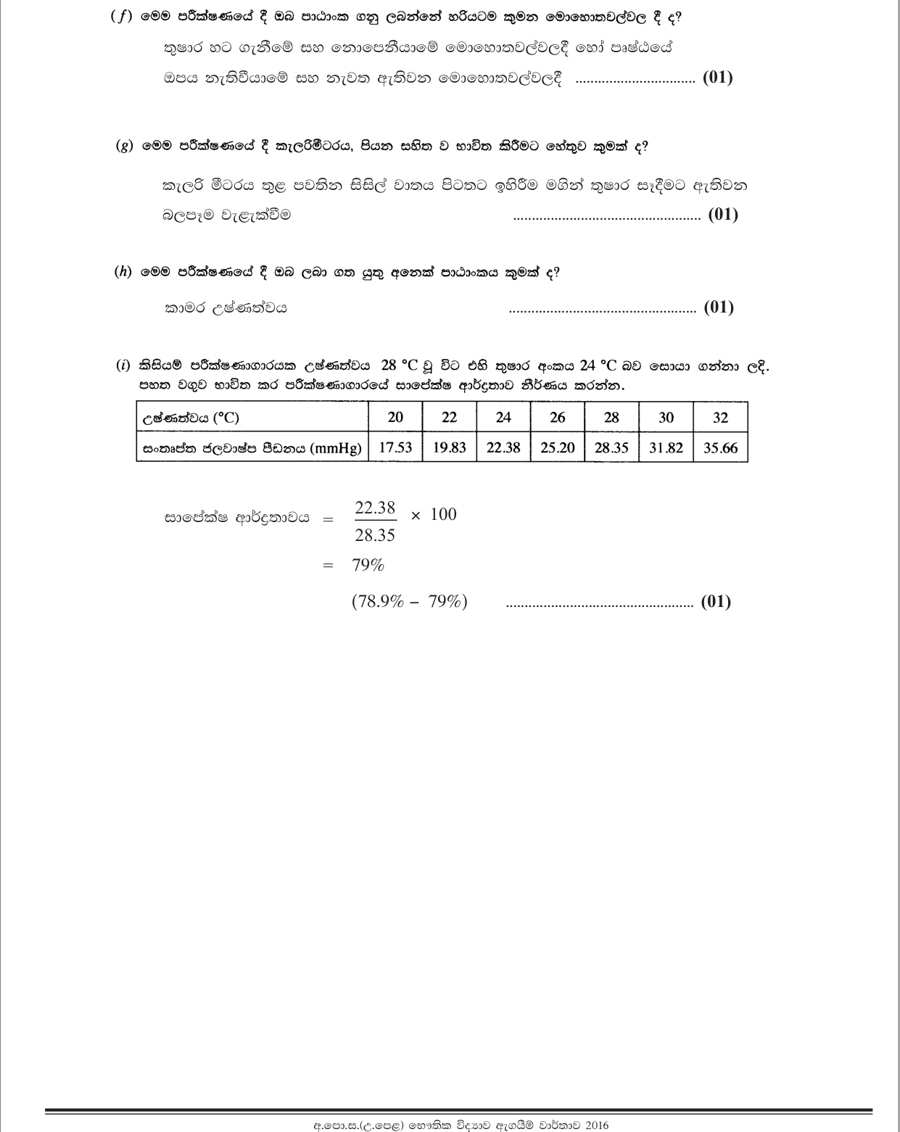 (f) මෙම පරීක්ෂණයේ දී ඔබ පාඨාංක ගනු ලබන්නේ හරියටම කුමන මොහොතවල්වල දී ද?
තුෂාර හට ගැනීමේ සහ නොපෙනීයාමේ මොහොතවල්වලදී හෝ පෘෂ්ඨයේ
ඔපය නැතිවීයාමේ සහ නැවත ඇතිවන මොහොතවල්වලදී ................................ (01)
(g) මෙම පරීක්ෂණයේ දී කැලරිමීටරය, පියන සහිත ව භාවිත කිරීමට හේතුව කුමක් ද?
කැලරි මීටරය තුළ පවතින සිසිල් වාතය පිටතට ඉහිරීම මගින් තුෂාර සෑදීමට ඇතිවන
බලපෑම වැළැක්වීම .................................................. (01)
(h) මෙම පරීක්ෂණයේ දී ඔබ ලබා ගත යුතු අනෙක් පාඨාංකය කුමක් ද?
කාමර උෂ්ණත්වය .................................................. (01)
(i) කිසියම් පරීක්ෂණාගාරයක උෂ්ණත්වය 28 °C වූ විට එහි තුෂාර අංකය 24 °C බව සොයා ගන්නා ලදි.
පහත වගුව භාවිත කර පරීක්ෂණාගාරයේ සාපේක්ෂ ආර්ද්‍රතාව නිර්ණය කරන්න.
උෂ්ණත්වය (°C) 20 22 24 26 28 30 32
සංතෘප්ත ජලවාෂ්ප පීඩනය (mmHg) 17.53 19.83 22.38 25.20 28.35 31.82 35.66
සාපේක්ෂ ආර්ද්‍රතාවය = 22.38 / 28.35 × 100
= 79%
(78.9% – 79%) .................................................. (01)
අ.පො.ස.(උ.පෙළ) භෞතික විද්‍යාව ඇගයීම් වාර්තාව 2016